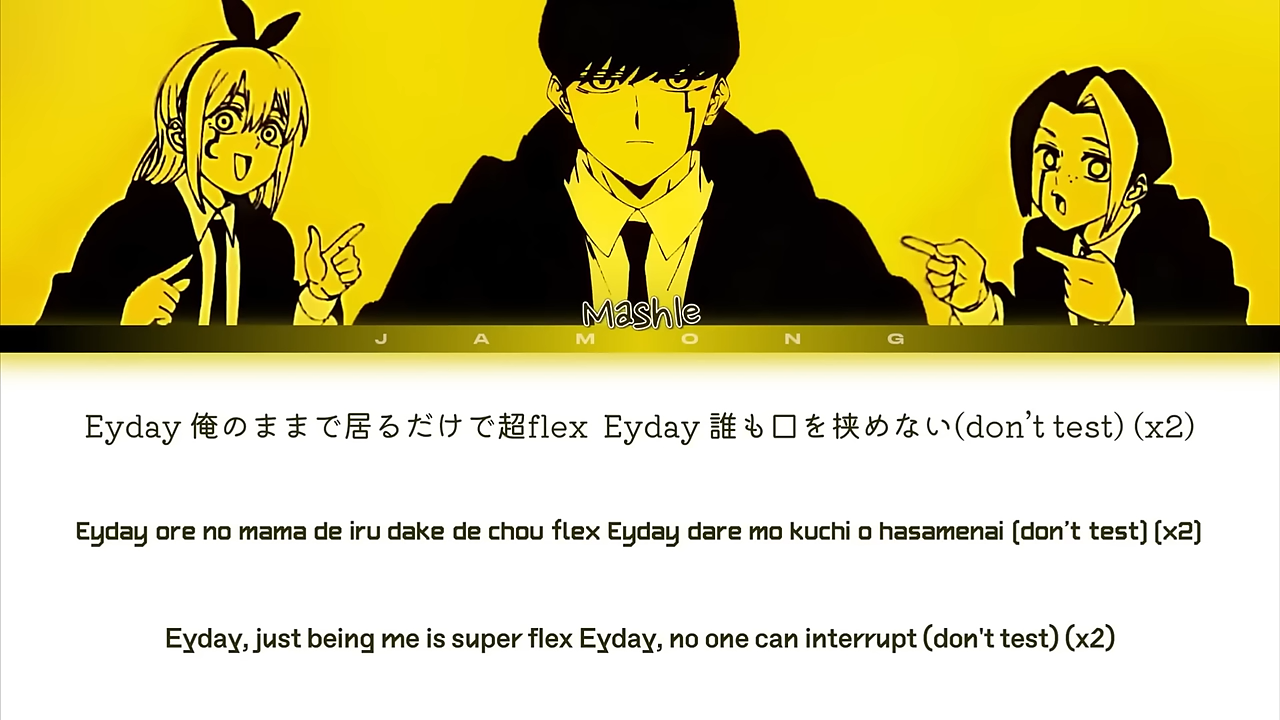 Mashle
JAMONG
Eyday 俺のままで居るだけで超flex Eyday 誰も口を挟めない(don't test) (x2)
Eyday ore no mama de iru dake de chou flex Eyday dare mo kuchi o hasamenai (don't test) (x2)
Eyday, just being me is super flex Eyday, no one can interrupt (don't test) (x2)